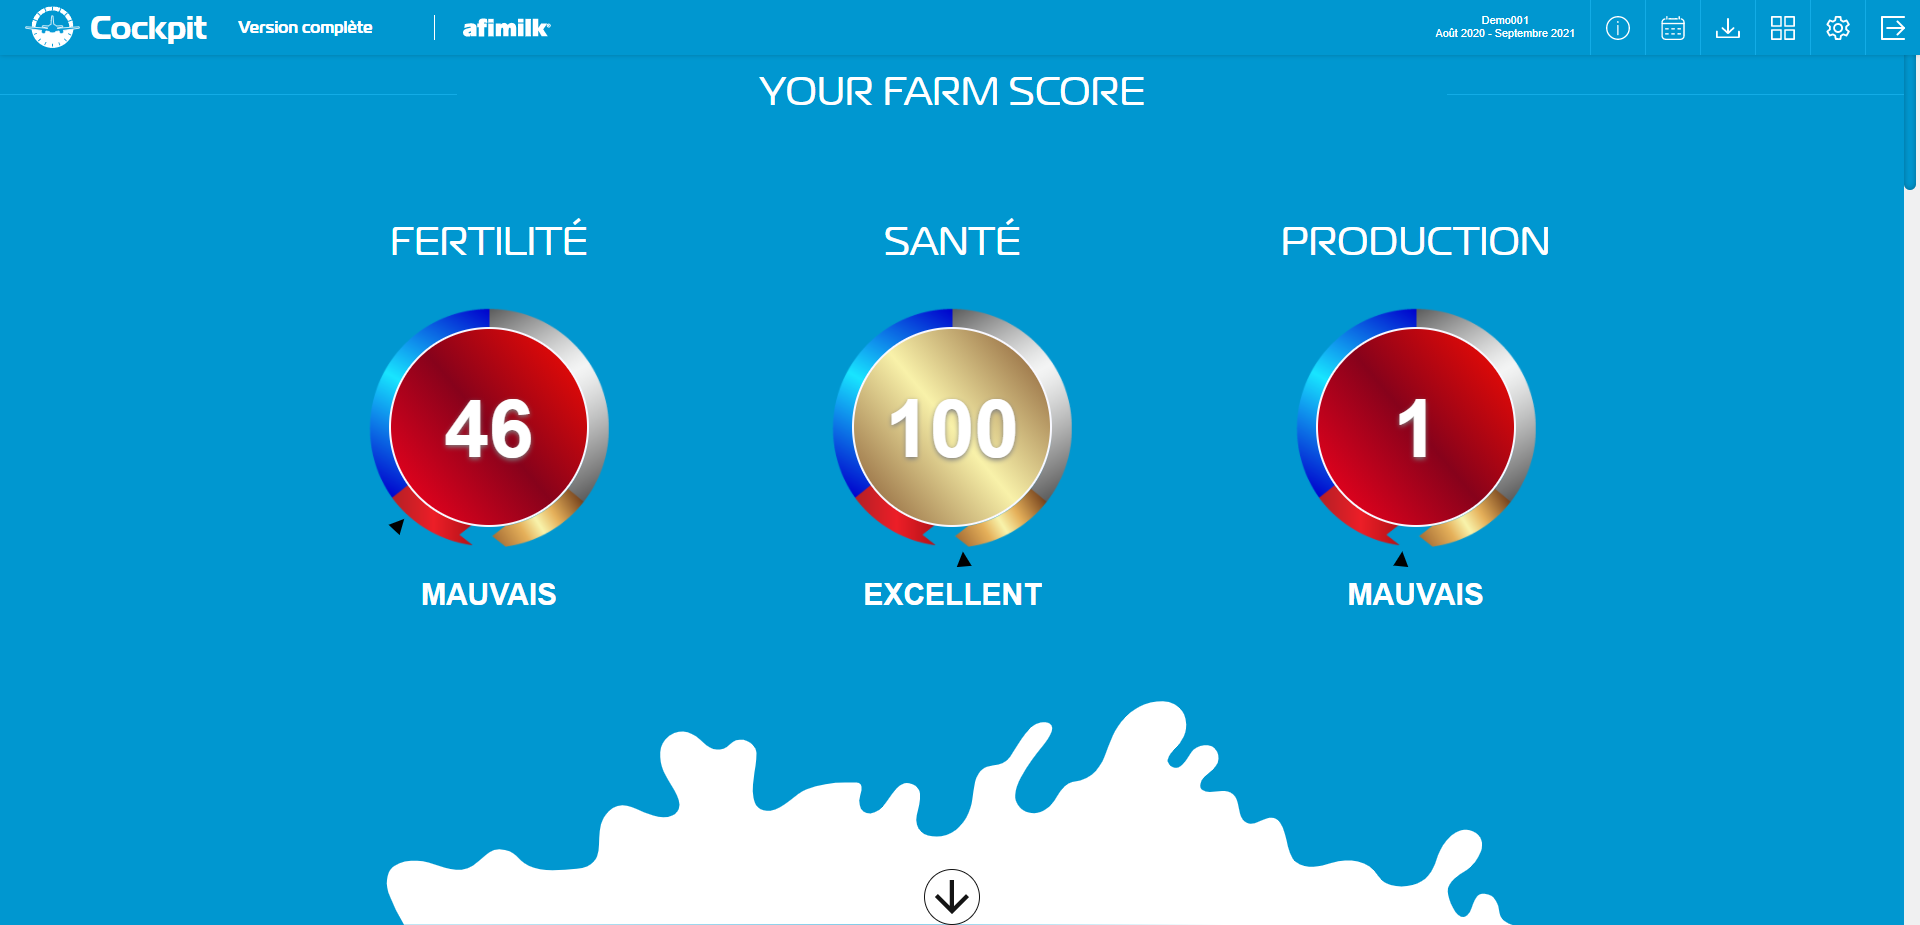 Cockpit
Version complète
afimilk
Demo001
Août 2020 - Septembre 2021
YOUR FARM SCORE
FERTILITÉ
SANTÉ
PRODUCTION
46
100
1
MAUVAIS
EXCELLENT
MAUVAIS